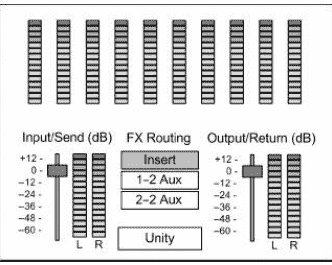 Input/Send (dB) FX Routing Output/Return (dB)
+12 - Insert +12 -
0 - 0 -
-12 - 1-2 Aux -12 -
-24 - -24 -
-36 - 2-2 Aux -36 -
-48 - -48 -
-60 - -60 -
L R Unity L R